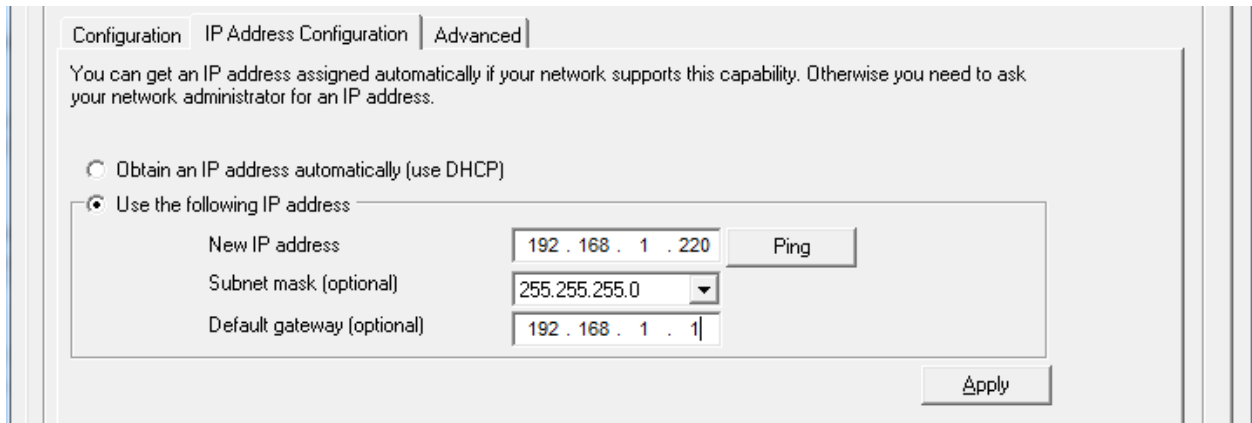 Configuration IP Address Configuration Advanced
You can get an IP address assigned automatically if your network supports this capability. Otherwise you need to ask
your network administrator for an IP address.
Obtain an IP address automatically (use DHCP)
Use the following IP address
New IP address 192 . 168 . 1 . 220 Ping
Subnet mask (optional) 255.255.255.0
Default gateway (optional) 192 . 168 . 1 . 1
Apply